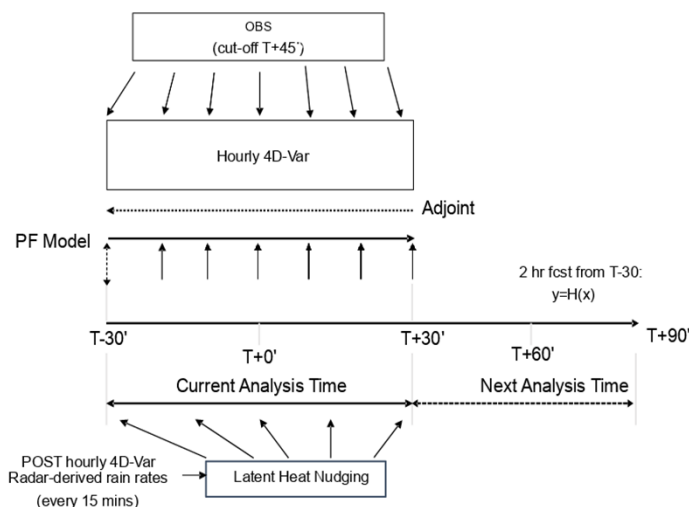 OBS
(cut-off T+45')
Hourly 4D-Var
Adjoint
PF Model
2 hr fcst from T-30:
y=H(x)
T-30'
T+0'
T+30'
T+60'
T+90'
Current Analysis Time
Next Analysis Time
POST hourly 4D-Var
Radar-derived rain rates
(every 15 mins)
Latent Heat Nudging